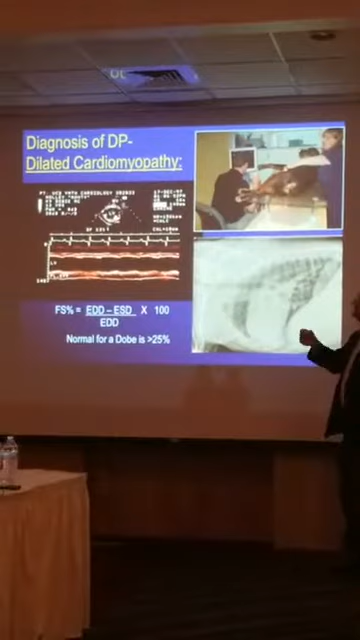 Diagnosis of DP-
Dilated Cardiomyopathy:
FS% = EDD – ESD X 100
EDD
Normal for a Dobe is >25%